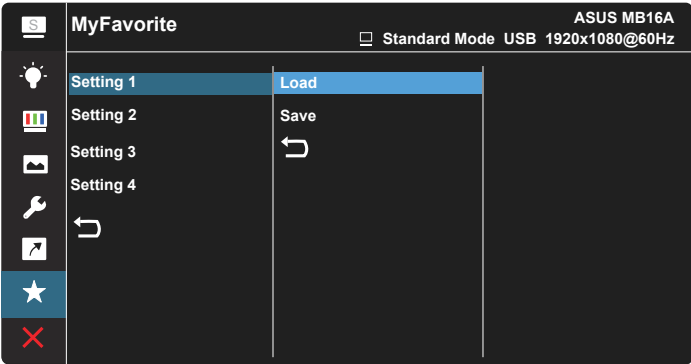 S
MyFavorite
ASUS MB16A
Standard Mode USB 1920x1080@60Hz
Setting 1
Load
Setting 2
Save
Setting 3
Setting 4